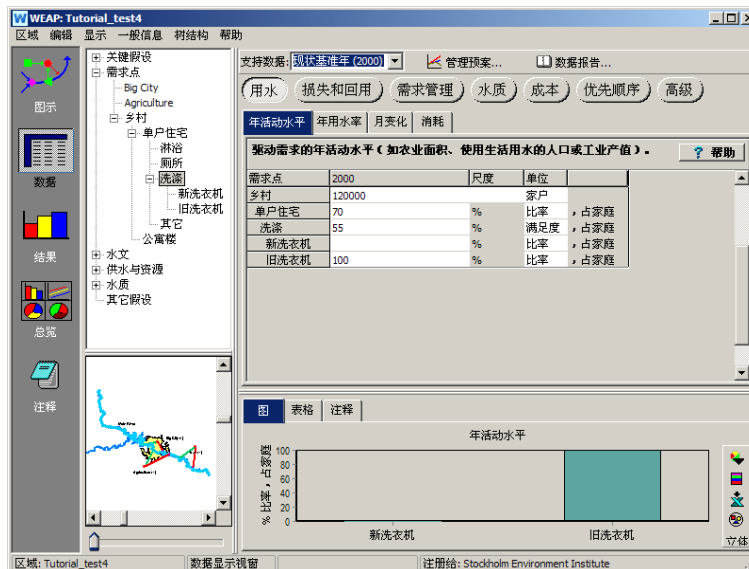 WEAP: Tutorial_test4
区域 编辑 显示 一般信息 树结构 帮助
图示
数据
结果
总览
注释
关键假设
需求点
Big City
Agriculture
乡村
单户住宅
淋浴
厕所
洗涤
新洗衣机
旧洗衣机
其它
公寓楼
水文
供水与资源
水质
其它假设
支持数据: 现状基准年 (2000) 管理预案... 数据报告...
用水 损失和回用 需求管理 水质 成本 优先顺序 高级
年活动水平 年用水率 月变化 消耗
驱动需求的年活动水平(如农业面积、使用生活用水的人口或工业产值)。 ? 帮助
需求点 2000 尺度 单位
乡村 120000 家户
单户住宅 70 % 比率 ，占家庭
洗涤 55 % 满足度 ，占家庭
新洗衣机 % 比率 ，占家庭
旧洗衣机 100 % 比率 ，占家庭
图 表格 注释
年活动水平
% 比率，占家庭
100
80
60
40
20
0
新洗衣机 旧洗衣机
立体
区域: Tutorial_test4 数据显示视窗 注册给: Stockholm Environment Institute